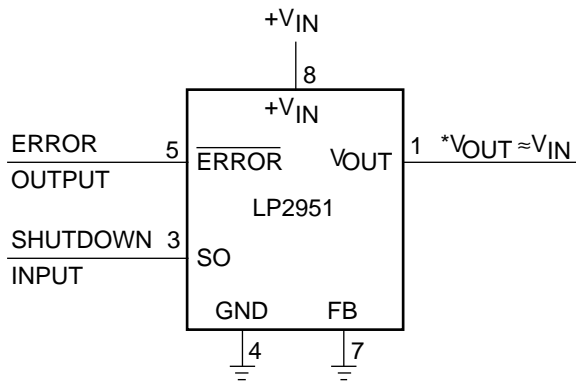 +VIN
8
+VIN
ERROR 5 ERROR VOUT 1 *VOUT ≈VIN
OUTPUT
LP2951
SHUTDOWN 3 SO
INPUT
GND FB
4 7